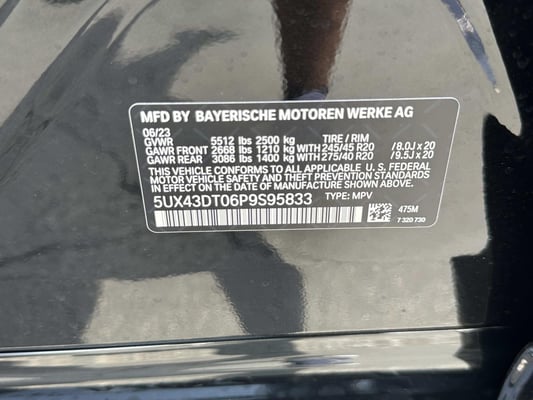 MFD BY BAYERISCHE MOTOREN WERKE AG
06/23
GVWR 5512 lbs 2500 kg TIRE / RIM
GAWR FRONT 2668 lbs 1210 kg WITH 245/45 R20 /8.0J x 20
GAWR REAR 3086 lbs 1400 kg WITH 275/40 R20 /9.5J x 20
THIS VEHICLE CONFORMS TO ALL APPLICABLE U. S. FEDERAL
MOTOR VEHICLE SAFETY AND THEFT PREVENTION STANDARDS
IN EFFECT ON THE DATE OF MANUFACTURE SHOWN ABOVE.
5UX43DT06P9S95833 TYPE: MPV
475M
7 320 730